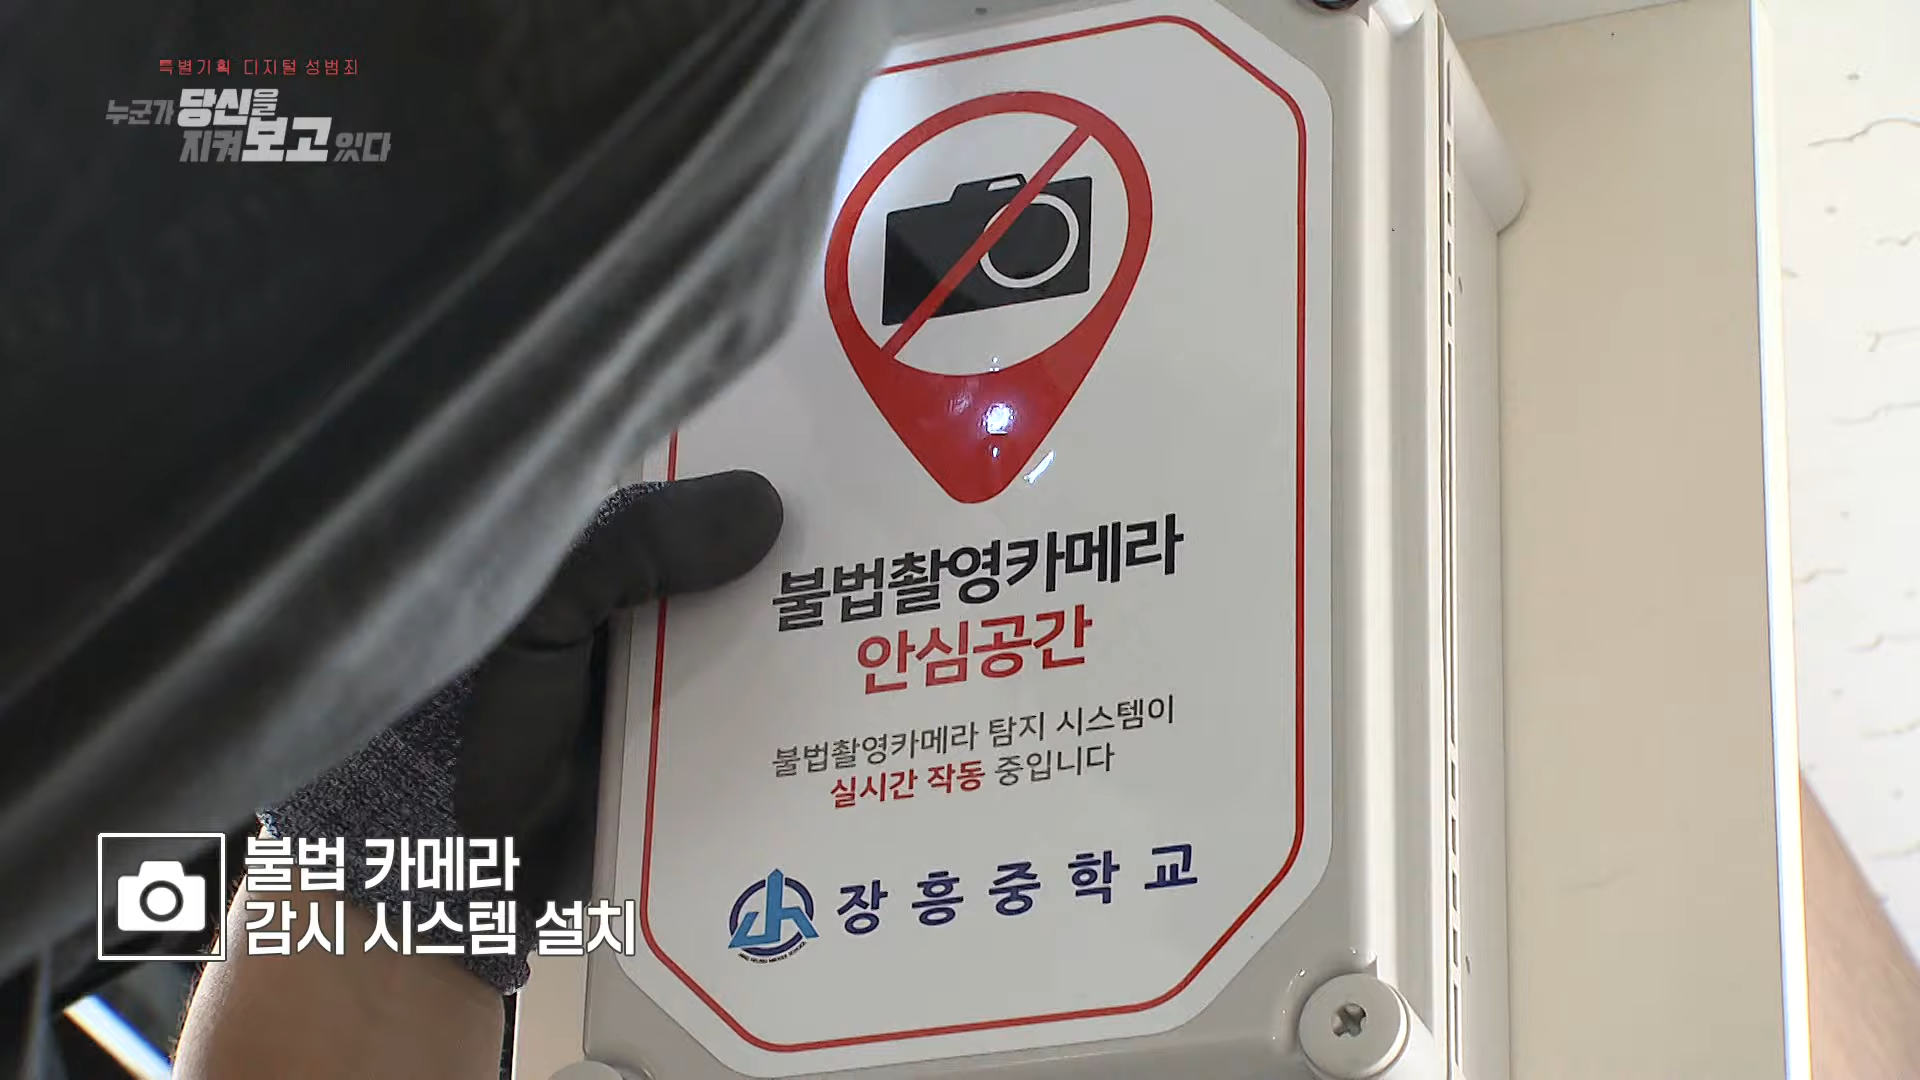 특별기획 디지털 성범죄
누군가 당신을
지켜보고 있다
불법촬영카메라
안심공간
불법촬영카메라 탐지 시스템이
실시간 작동 중입니다
장흥중학교
불법 카메라
감시 시스템 설치